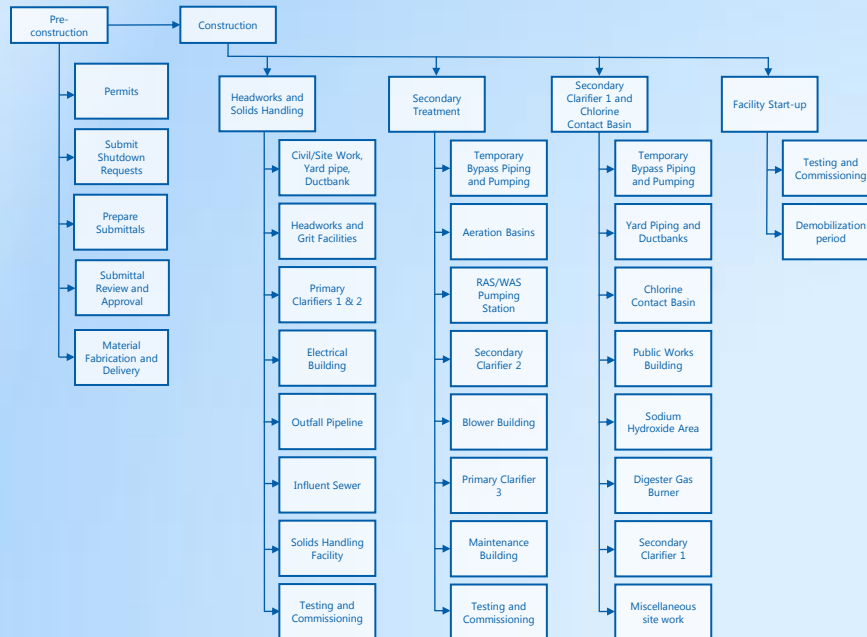 Pre-
construction
Construction
Permits
Submit
Shutdown
Requests
Prepare
Submittals
Submittal
Review and
Approval
Material
Fabrication and
Delivery
Headworks and
Solids Handling
Civil/Site Work,
Yard pipe,
Ductbank
Headworks and
Grit Facilities
Primary
Clarifiers 1 & 2
Electrical
Building
Outfall Pipeline
Influent Sewer
Solids Handling
Facility
Testing and
Commissioning
Secondary
Treatment
Temporary
Bypass Piping
and Pumping
Aeration Basins
RAS/WAS
Pumping
Station
Secondary
Clarifier 2
Blower Building
Primary Clarifier
3
Maintenance
Building
Testing and
Commissioning
Secondary
Clarifier 1 and
Chlorine
Contact Basin
Temporary
Bypass Piping
and Pumping
Yard Piping and
Ductbanks
Chlorine
Contact Basin
Public Works
Building
Sodium
Hydroxide Area
Digester Gas
Burner
Secondary
Clarifier 1
Miscellaneous
site work
Facility Start-up
Testing and
Commissioning
Demobilization
period